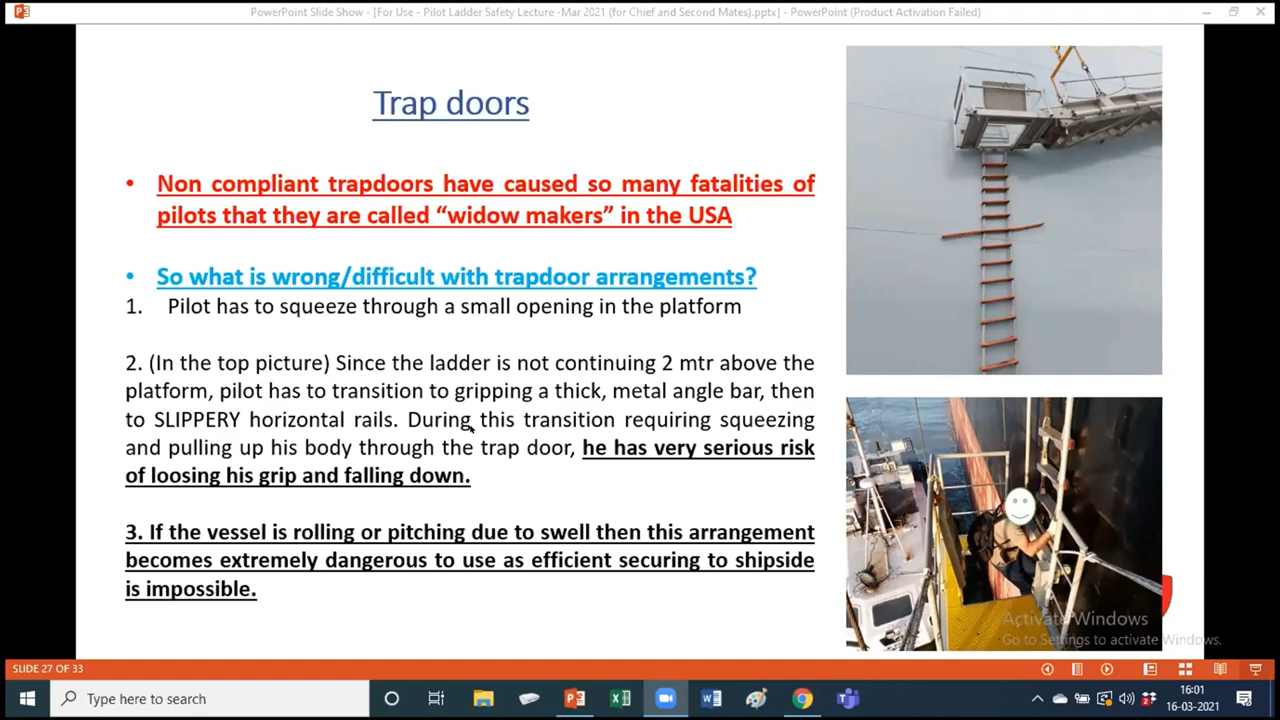 PowerPoint Slide Show - [For Use - Pilot Ladder Safety Lecture -Mar 2021 (for Chief and Second Mates).pptx] - PowerPoint (Product Activation Failed)
Trap doors
• Non compliant trapdoors have caused so many fatalities of
pilots that they are called “widow makers” in the USA
• So what is wrong/difficult with trapdoor arrangements?
1. Pilot has to squeeze through a small opening in the platform
2. (In the top picture) Since the ladder is not continuing 2 mtr above the
platform, pilot has to transition to gripping a thick, metal angle bar, then
to SLIPPERY horizontal rails. During this transition requiring squeezing
and pulling up his body through the trap door, he has very serious risk
of loosing his grip and falling down.
3. If the vessel is rolling or pitching due to swell then this arrangement
becomes extremely dangerous to use as efficient securing to shipside
is impossible.
Activate Windows
Go to Settings to activate Windows.
SLIDE 27 OF 33
Type here to search
16:01
16-03-2021
2